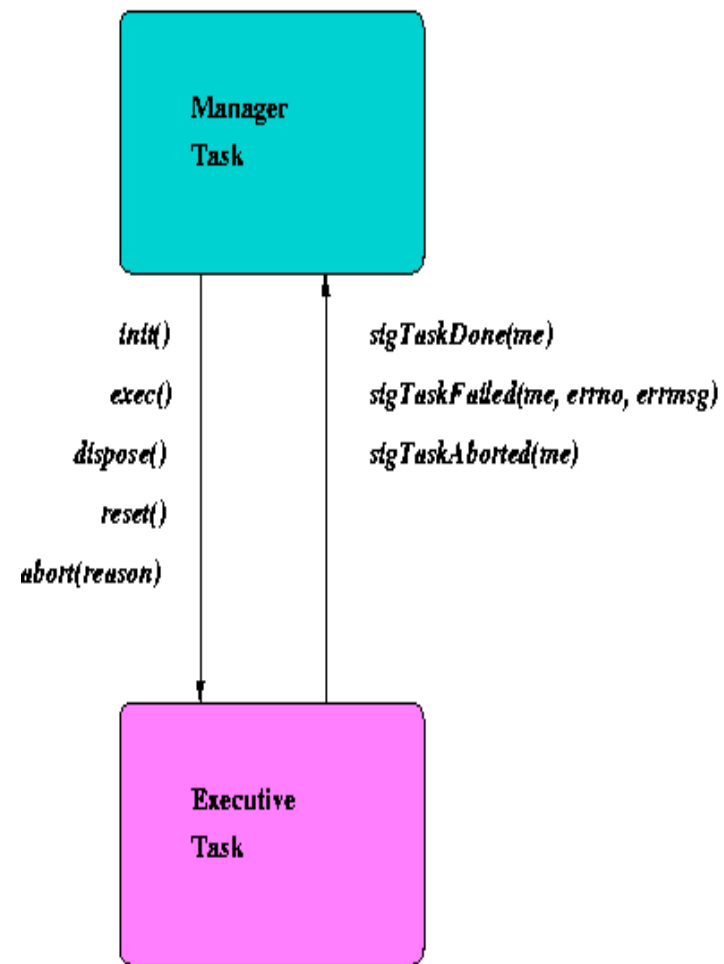 Manager
Task
init()
exec()
dispose()
reset()
abort(reason)
sigTaskDone(me)
sigTaskFailed(me, errno, errmsg)
sigTaskAborted(me)
Executive
Task